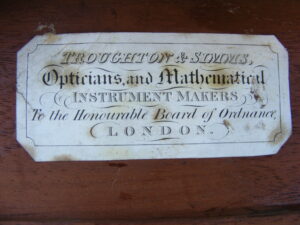 TROUGHTON & SIMMS,
Opticians, and Mathematical
INSTRUMENT MAKERS
To the Honourable Board of Ordnance,
LONDON.